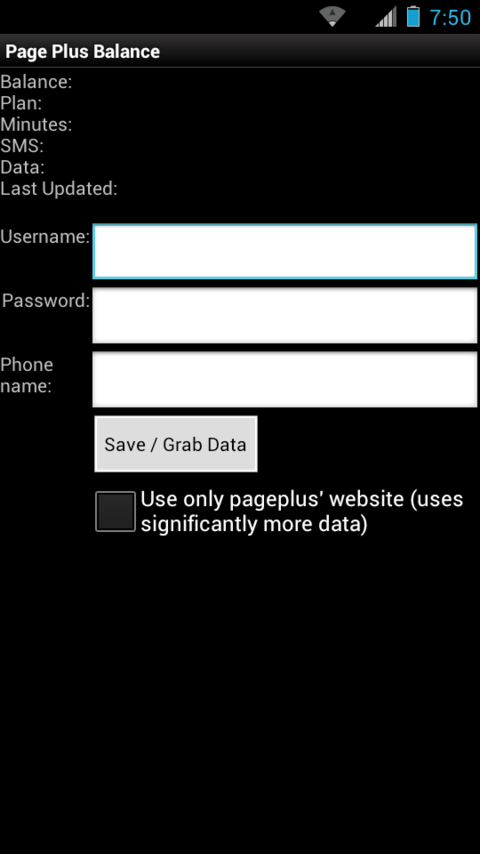 7:50
Page Plus Balance
Balance:
Plan:
Minutes:
SMS:
Data:
Last Updated:
Username:
Password:
Phone
name:
Save / Grab Data
Use only pageplus' website (uses
significantly more data)